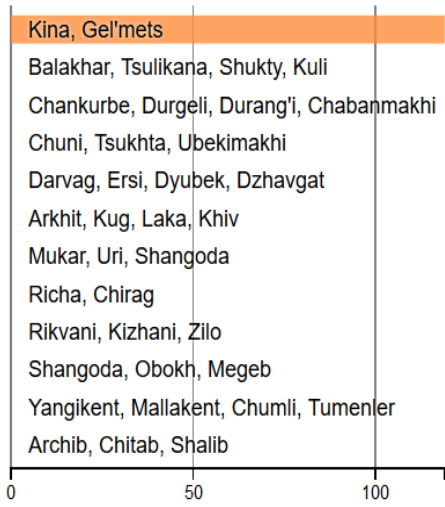 Kina, Gel'mets
Balakhar, Tsulikana, Shukty, Kuli
Chankurbe, Durgeli, Durang'i, Chabanmakhi
Chuni, Tsukhta, Ubekimakhi
Darvag, Ersi, Dyubek, Dzhavgat
Arkhit, Kug, Laka, Khiv
Mukar, Uri, Shangoda
Richa, Chirag
Rikvani, Kizhani, Zilo
Shangoda, Obokh, Megeb
Yangikent, Mallakent, Chumli, Tumenler
Archib, Chitab, Shalib
0 50 100